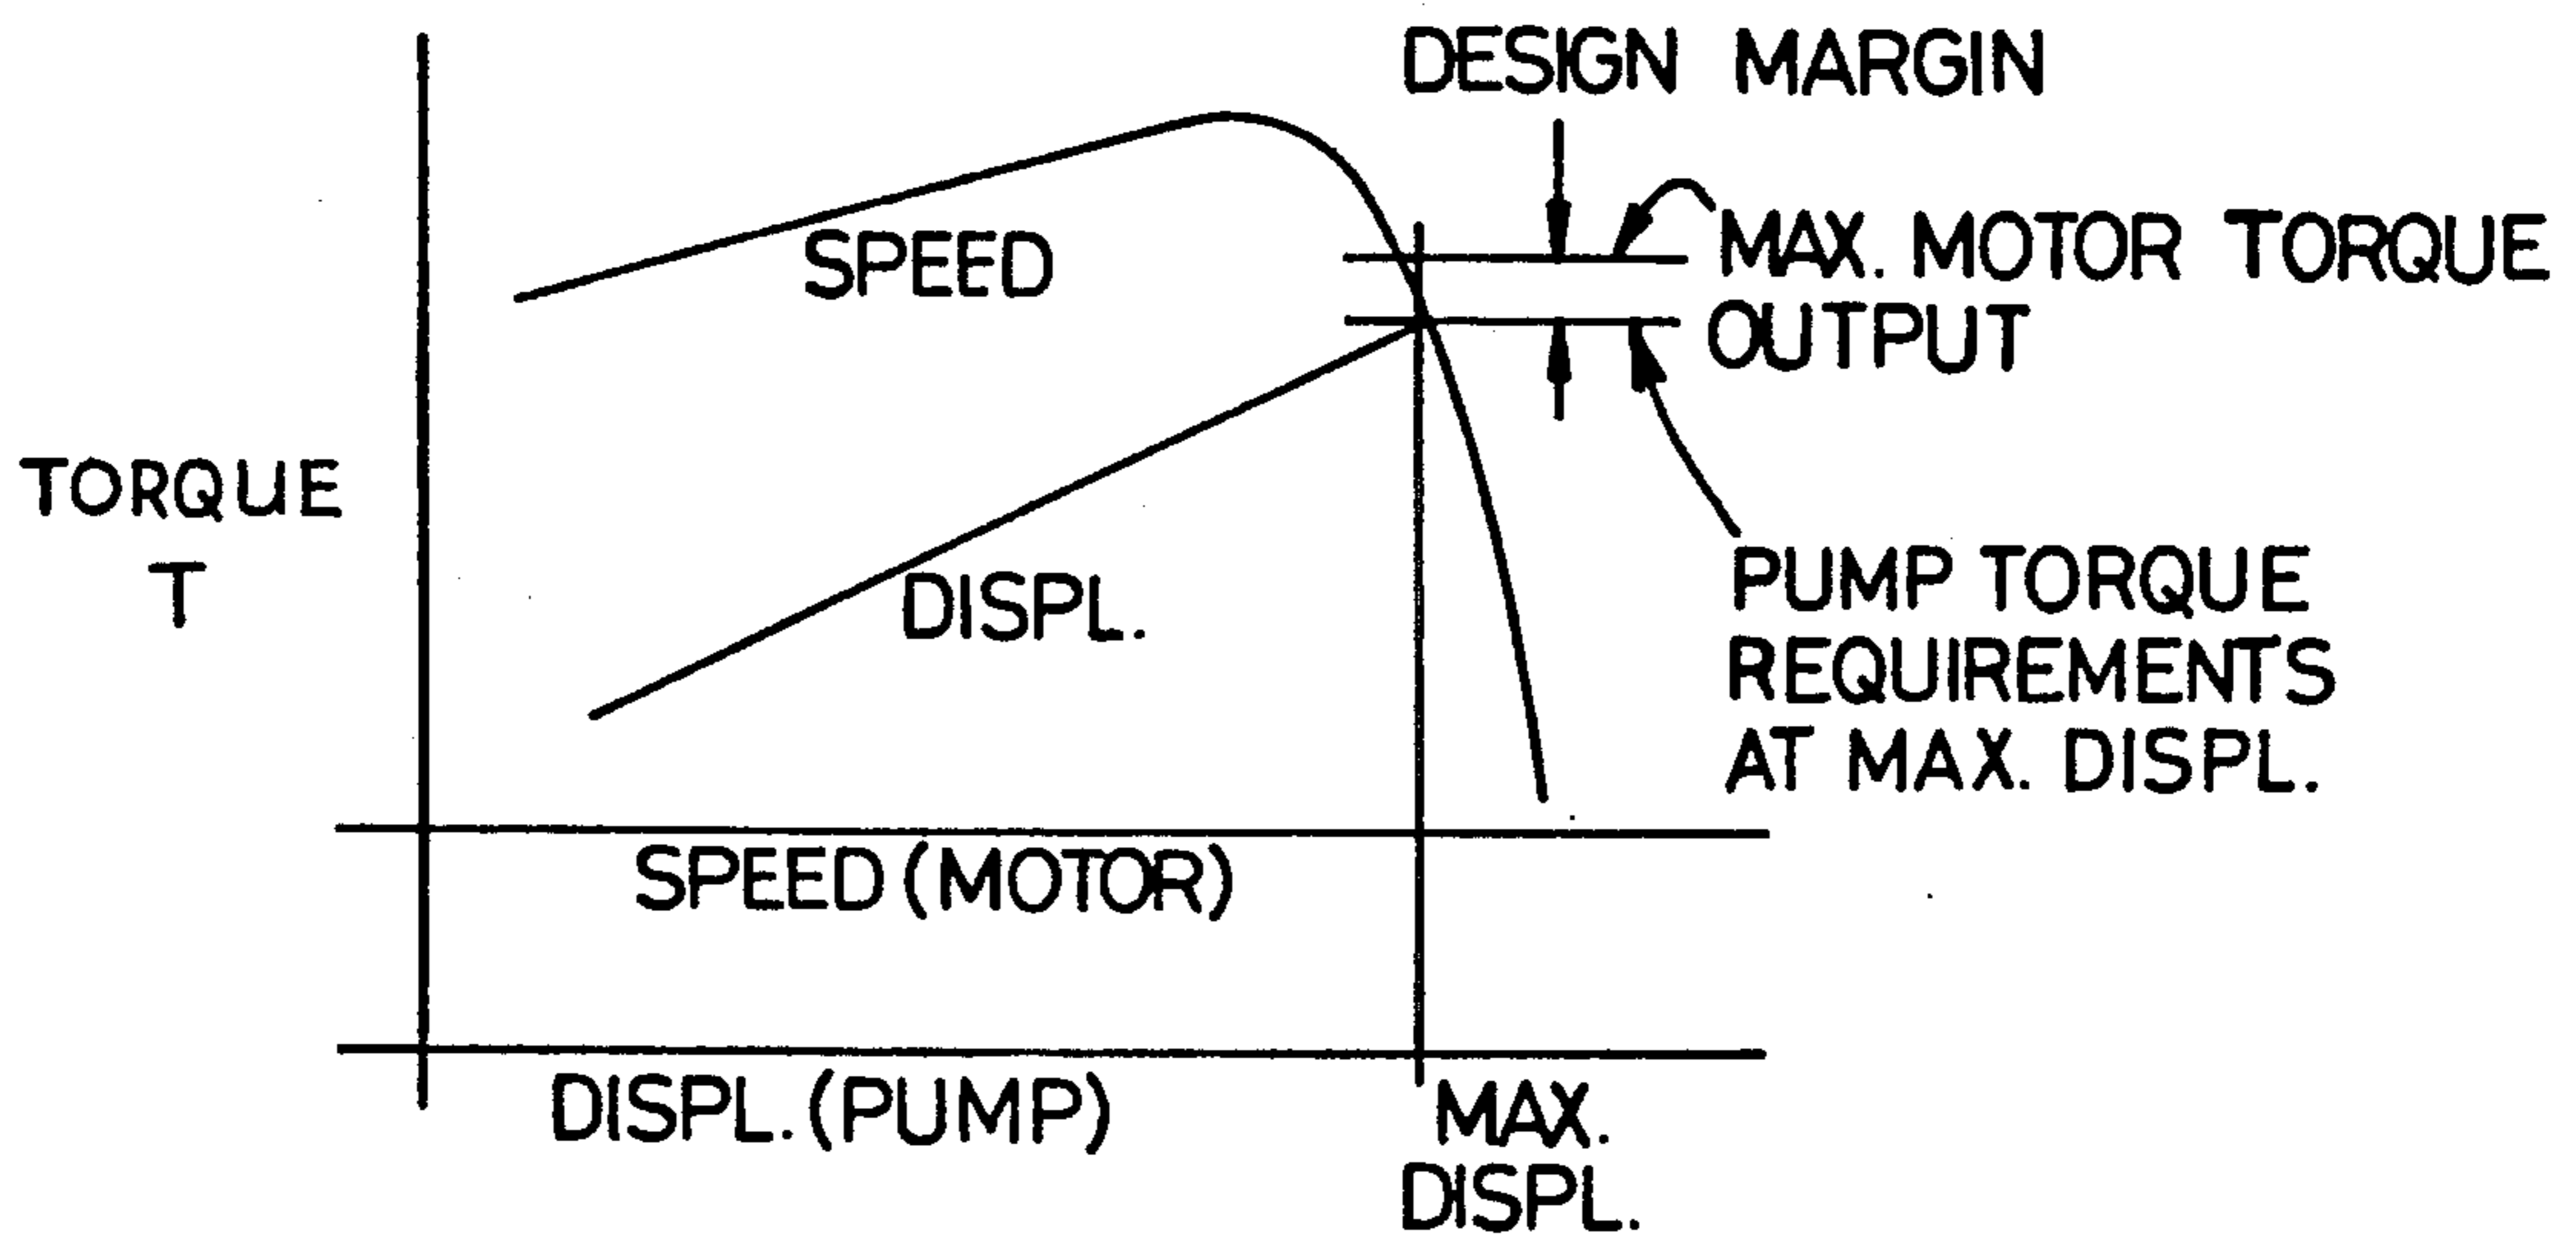 DESIGN MARGIN
MAX. MOTOR TORQUE
OUTPUT
SPEED
TORQUE
T
DISPL.
PUMP TORQUE
REQUIREMENTS
AT MAX. DISPL.
SPEED (MOTOR)
DISPL. (PUMP)
MAX.
DISPL.